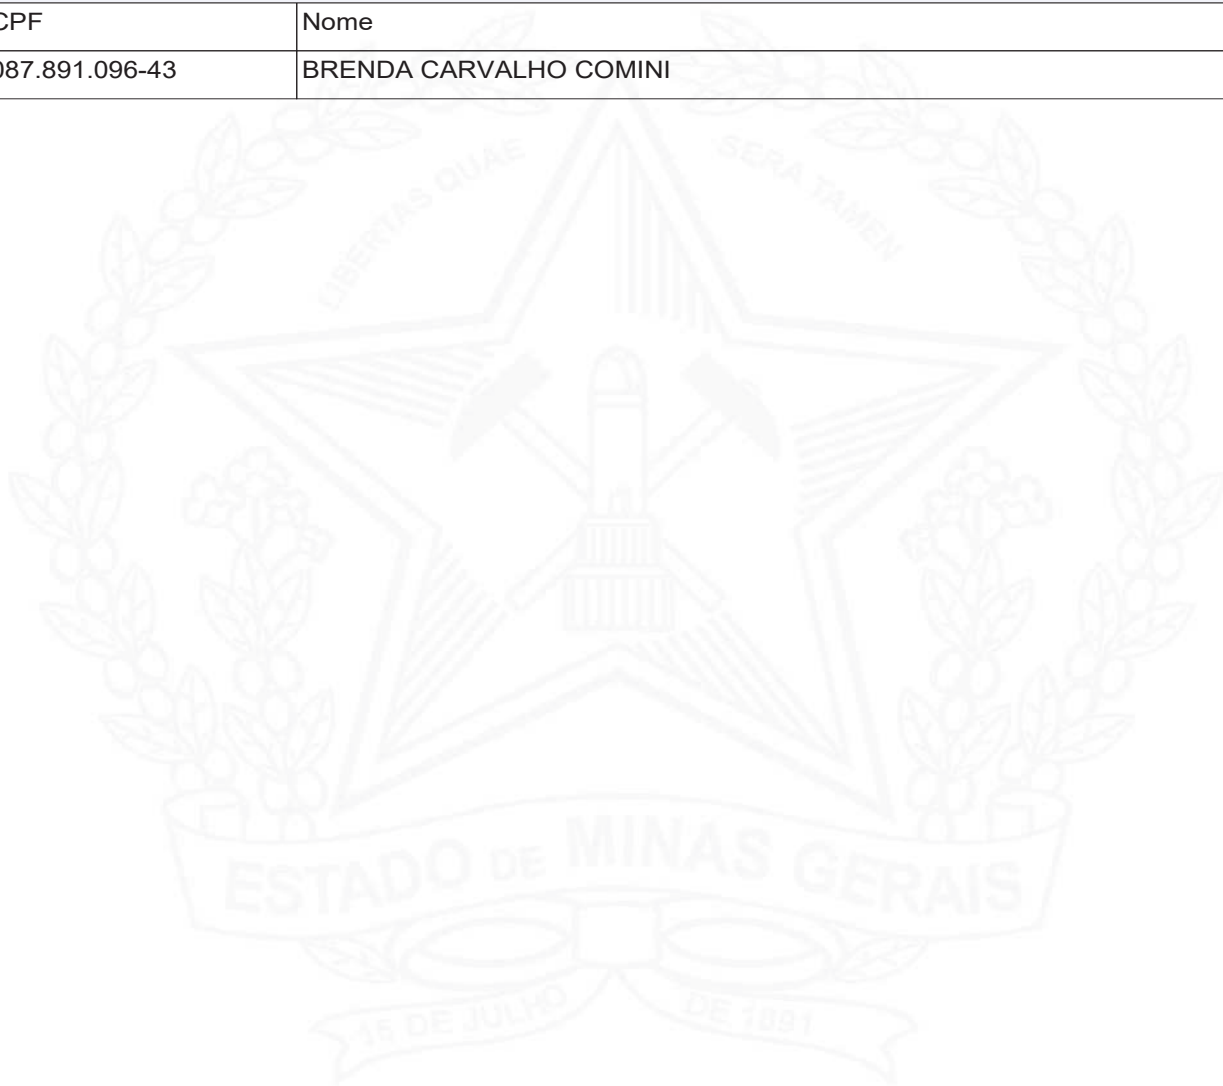 CPF Nome
087.891.096-43 BRENDA CARVALHO COMINI
LIBERTAS QUAE SERA TAMEN
ESTADO DE MINAS GERAIS
15 DE JULHO DE 1891